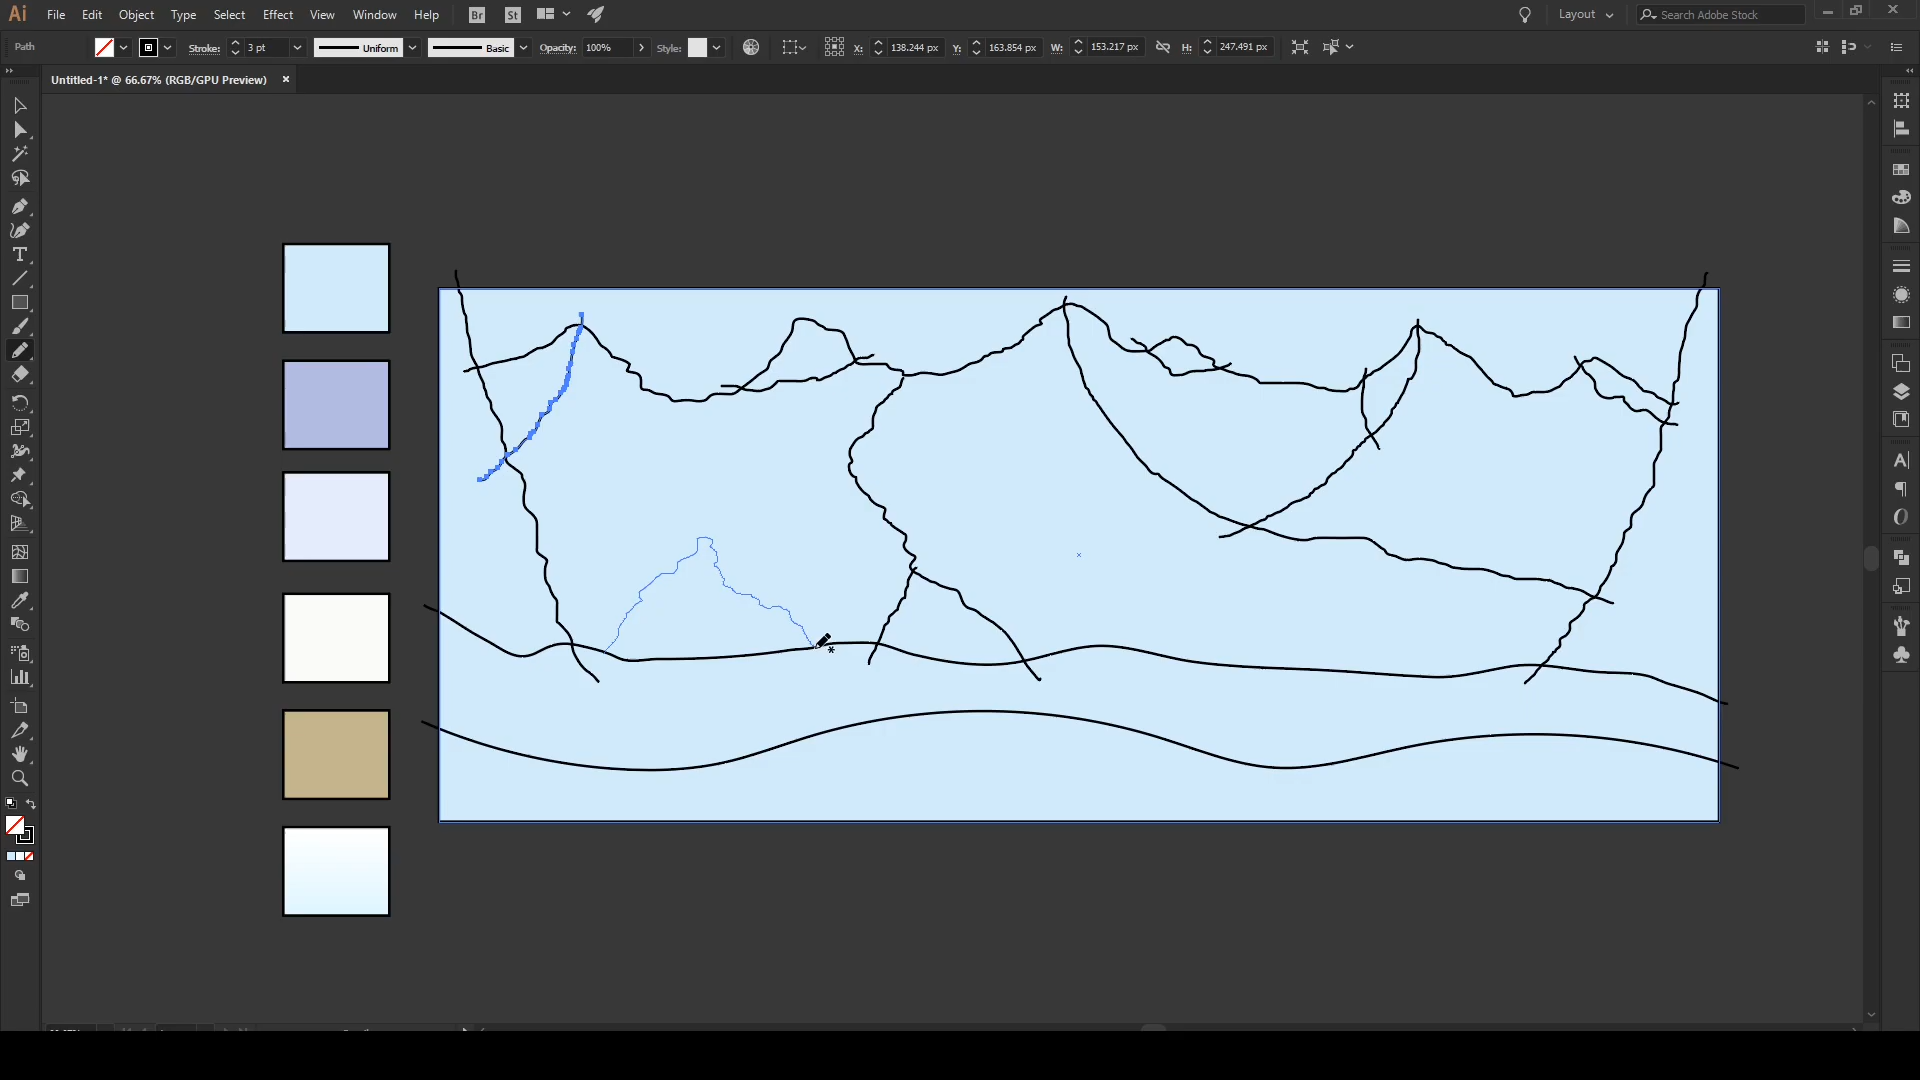 Ai File Edit Object Type Select Effect View Window Help Br St Layout Search Adobe Stock
Path Stroke: 3 pt Uniform Basic Opacity: 100% Style: X: 138.244 px Y: 163.854 px W: 153.217 px H: 247.491 px
Untitled-1* @ 66.67% (RGB/GPU Preview)